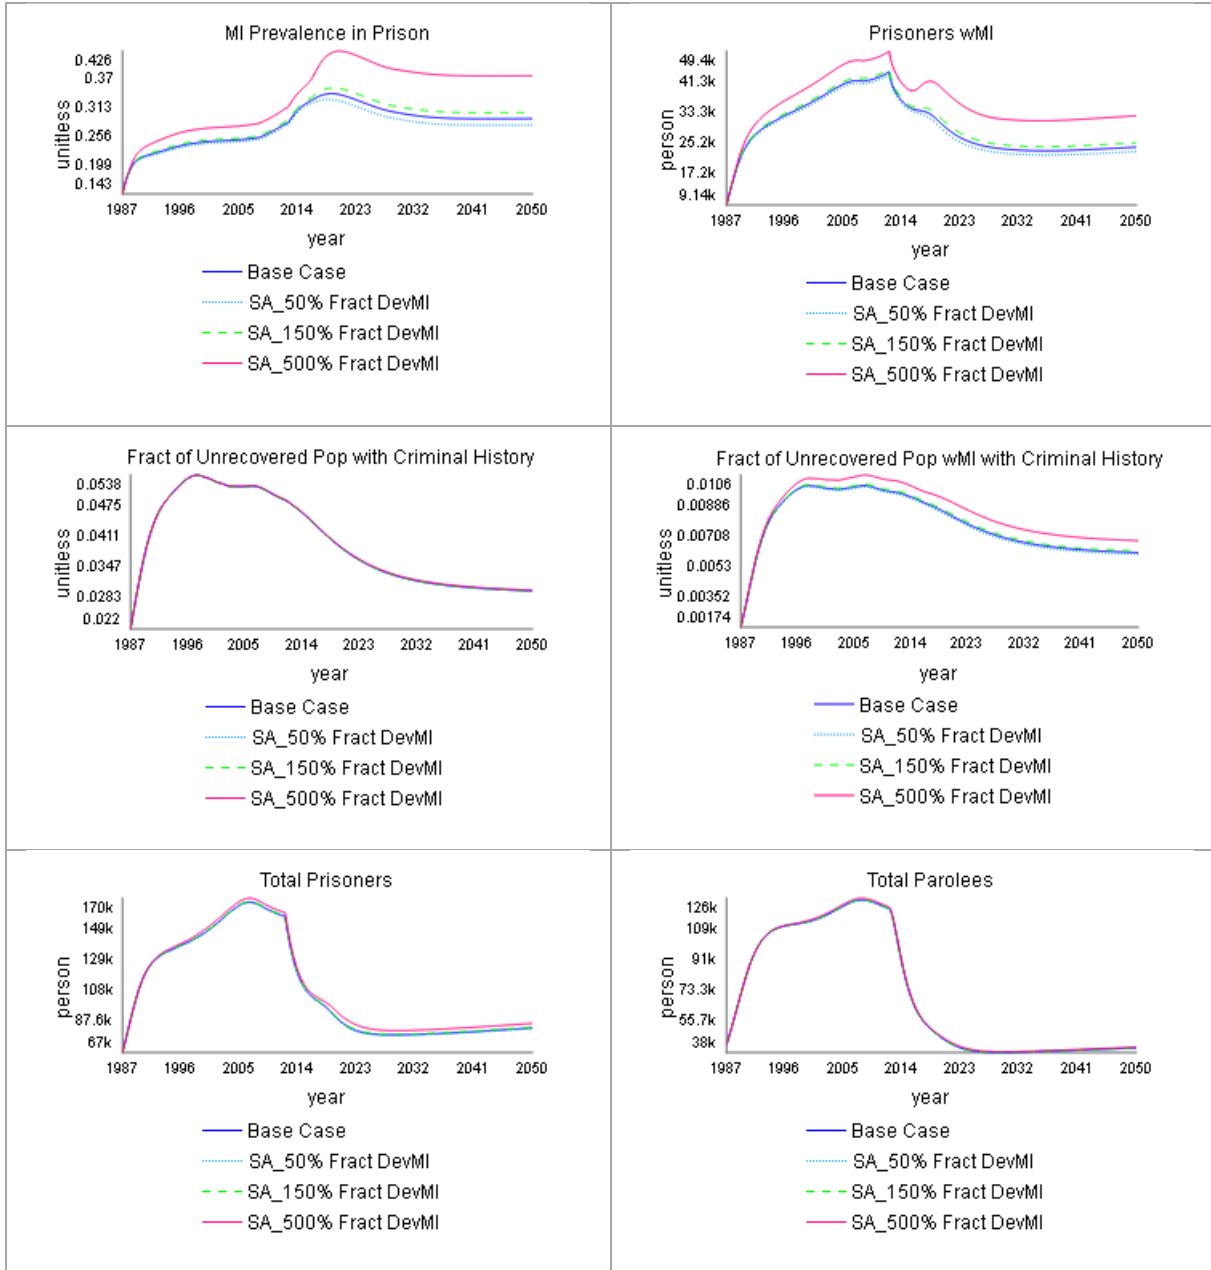 MI Prevalence in Prison
0.426
0.37
0.313
0.256
0.199
0.143
unitless
1987 1996 2005 2014 2023 2032 2041 2050
year
Base Case
SA_50% Fract DevMI
SA_150% Fract DevMI
SA_500% Fract DevMI
Prisoners wMI
49.4k
41.3k
33.3k
25.2k
17.2k
9.14k
person
1987 1996 2005 2014 2023 2032 2041 2050
year
Base Case
SA_50% Fract DevMI
SA_150% Fract DevMI
SA_500% Fract DevMI
Fract of Unrecovered Pop with Criminal History
0.0538
0.0475
0.0411
0.0347
0.0283
0.022
unitless
1987 1996 2005 2014 2023 2032 2041 2050
year
Base Case
SA_50% Fract DevMI
SA_150% Fract DevMI
SA_500% Fract DevMI
Fract of Unrecovered Pop wMI with Criminal History
0.0106
0.00886
0.00708
0.0053
0.00352
0.00174
unitless
1987 1996 2005 2014 2023 2032 2041 2050
year
Base Case
SA_50% Fract DevMI
SA_150% Fract DevMI
SA_500% Fract DevMI
Total Prisoners
170k
149k
129k
108k
87.6k
67k
person
1987 1996 2005 2014 2023 2032 2041 2050
year
Base Case
SA_50% Fract DevMI
SA_150% Fract DevMI
SA_500% Fract DevMI
Total Parolees
126k
109k
91k
73.3k
55.7k
38k
person
1987 1996 2005 2014 2023 2032 2041 2050
year
Base Case
SA_50% Fract DevMI
SA_150% Fract DevMI
SA_500% Fract DevMI